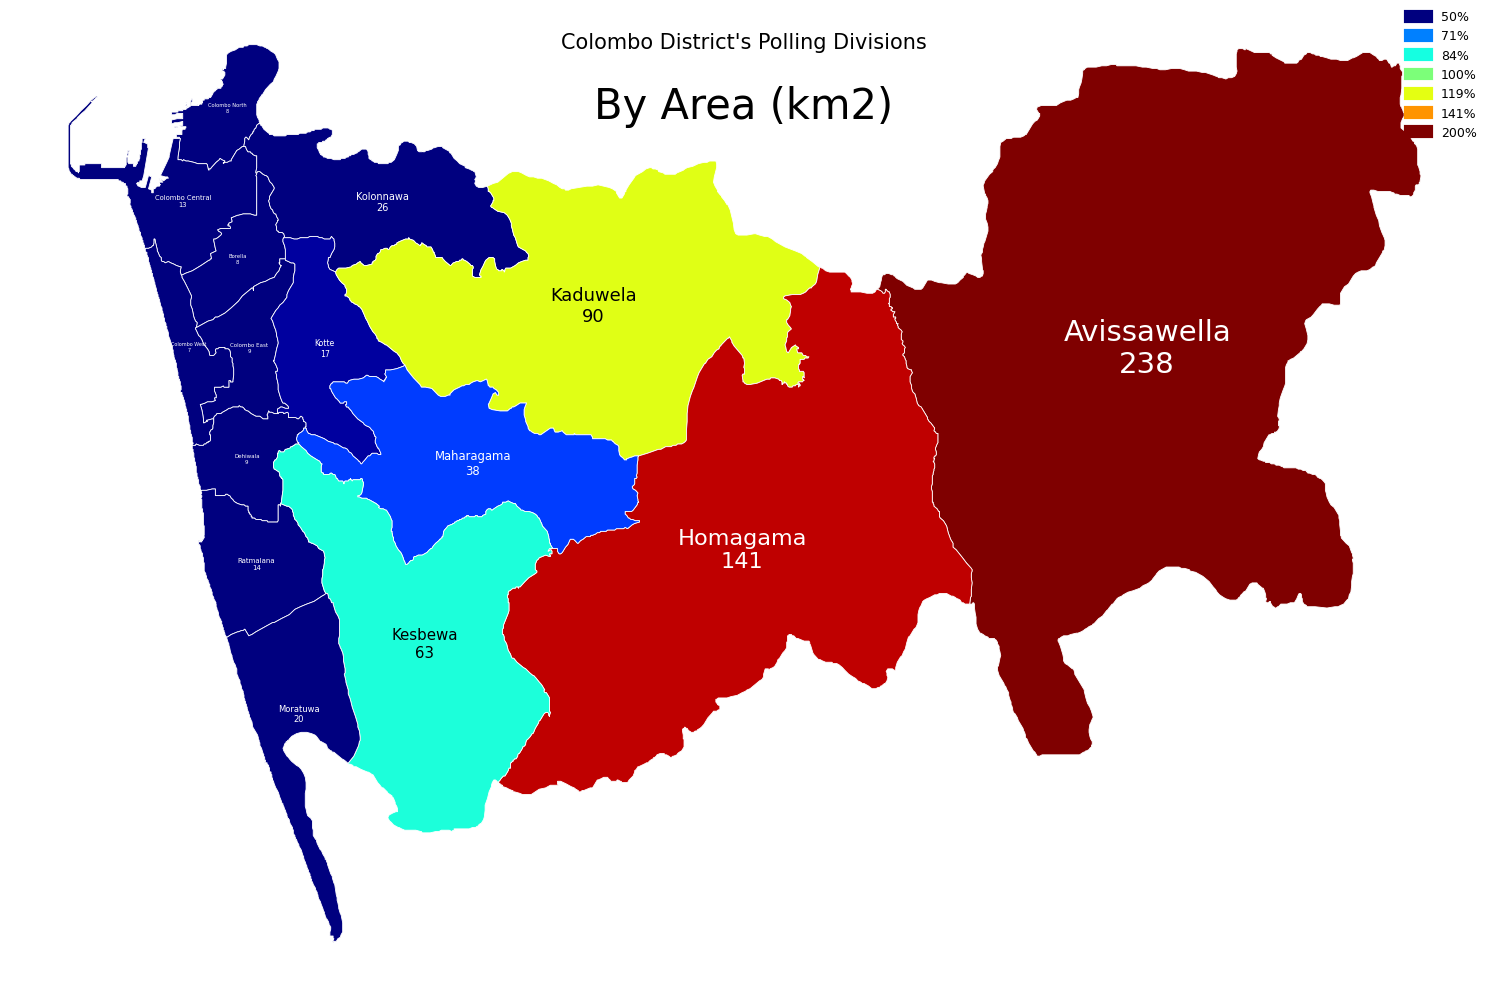 Colombo District's Polling Divisions
By Area (km2)
50%
71%
84%
100%
119%
141%
200%
Colombo North
8
Colombo Central
13
Kolonnawa
26
Borella
8
Colombo West
7
Colombo East
9
Kotte
17
Kaduwela
90
Avissawella
238
Dehiwala
9
Maharagama
38
Homagama
141
Ratmalana
14
Kesbewa
63
Moratuwa
20